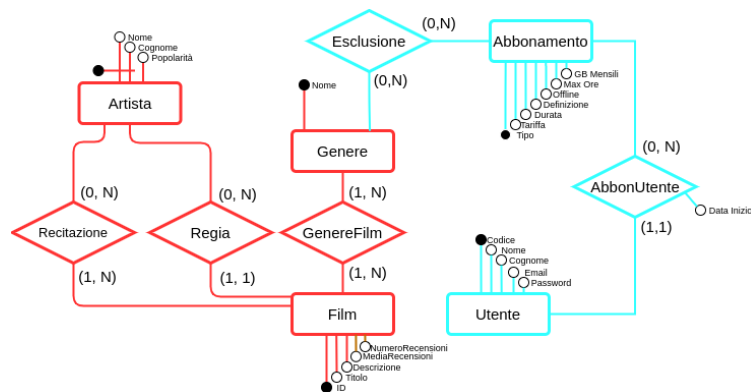 Nome
Cognome
Popolarità
Artista
Esclusione
(0,N)
(0,N)
Abbonamento
GB Mensili
Max Ore
Offline
Definizione
Durata
Tariffa
Tipo
Nome
Genere
(0, N)
(0, N)
(1, N)
(0, N)
AbbonUtente
Data Inizio
(1,1)
Recitazione
Regia
GenereFilm
(1, N)
(1, 1)
(1, N)
Codice
Nome
Cognome
Email
Password
Film
Utente
NumeroRecensioni
MediaRecensioni
Descrizione
Titolo
ID